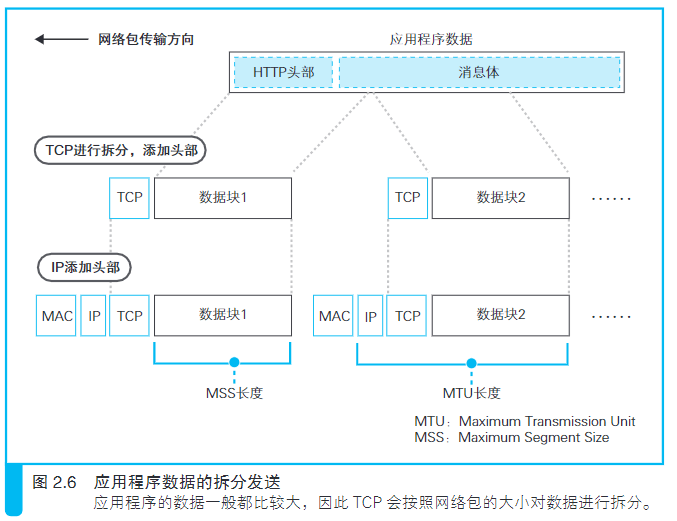 网络包传输方向
应用程序数据
HTTP头部 消息体
TCP进行拆分，添加头部
TCP 数据块1 TCP 数据块2 ······
IP添加头部
MAC IP TCP 数据块1 MAC IP TCP 数据块2 ······
MSS长度 MTU长度
MTU：Maximum Transmission Unit
MSS：Maximum Segment Size
图 2.6 应用程序数据的拆分发送
应用程序的数据一般都比较大，因此 TCP 会按照网络包的大小对数据进行拆分。